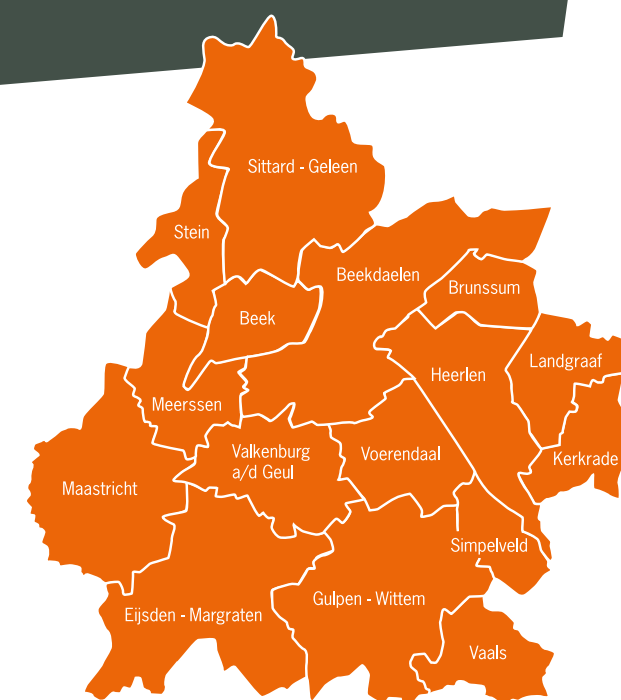 Sittard - Geleen
Stein
Beekdaelen
Brunssum
Beek
Landgraaf
Heerlen
Meerssen
Valkenburg
a/d Geul
Voerendaal
Kerkrade
Maastricht
Simpelveld
Gulpen - Wittem
Eijsden - Margraten
Vaals